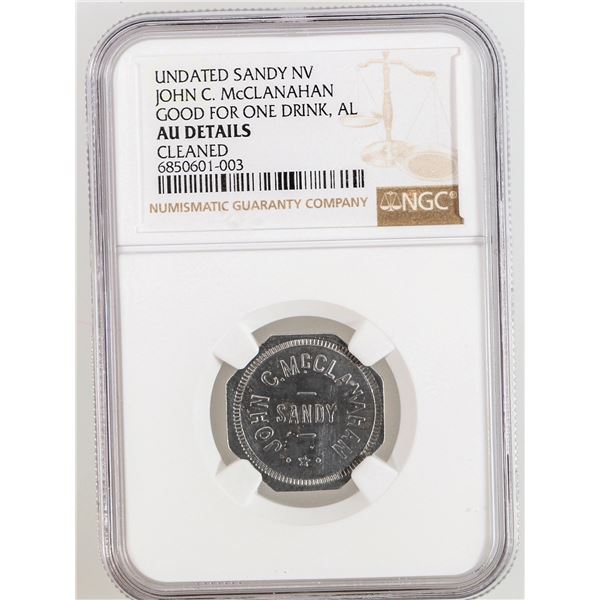 UNDATED SANDY NV
JOHN C. McCLANAHAN
GOOD FOR ONE DRINK, AL
AU DETAILS
CLEANED
6850601-003
NUMISMATIC GUARANTY COMPANY
NGC®
JOHN C. McCLANAHAN
SANDY